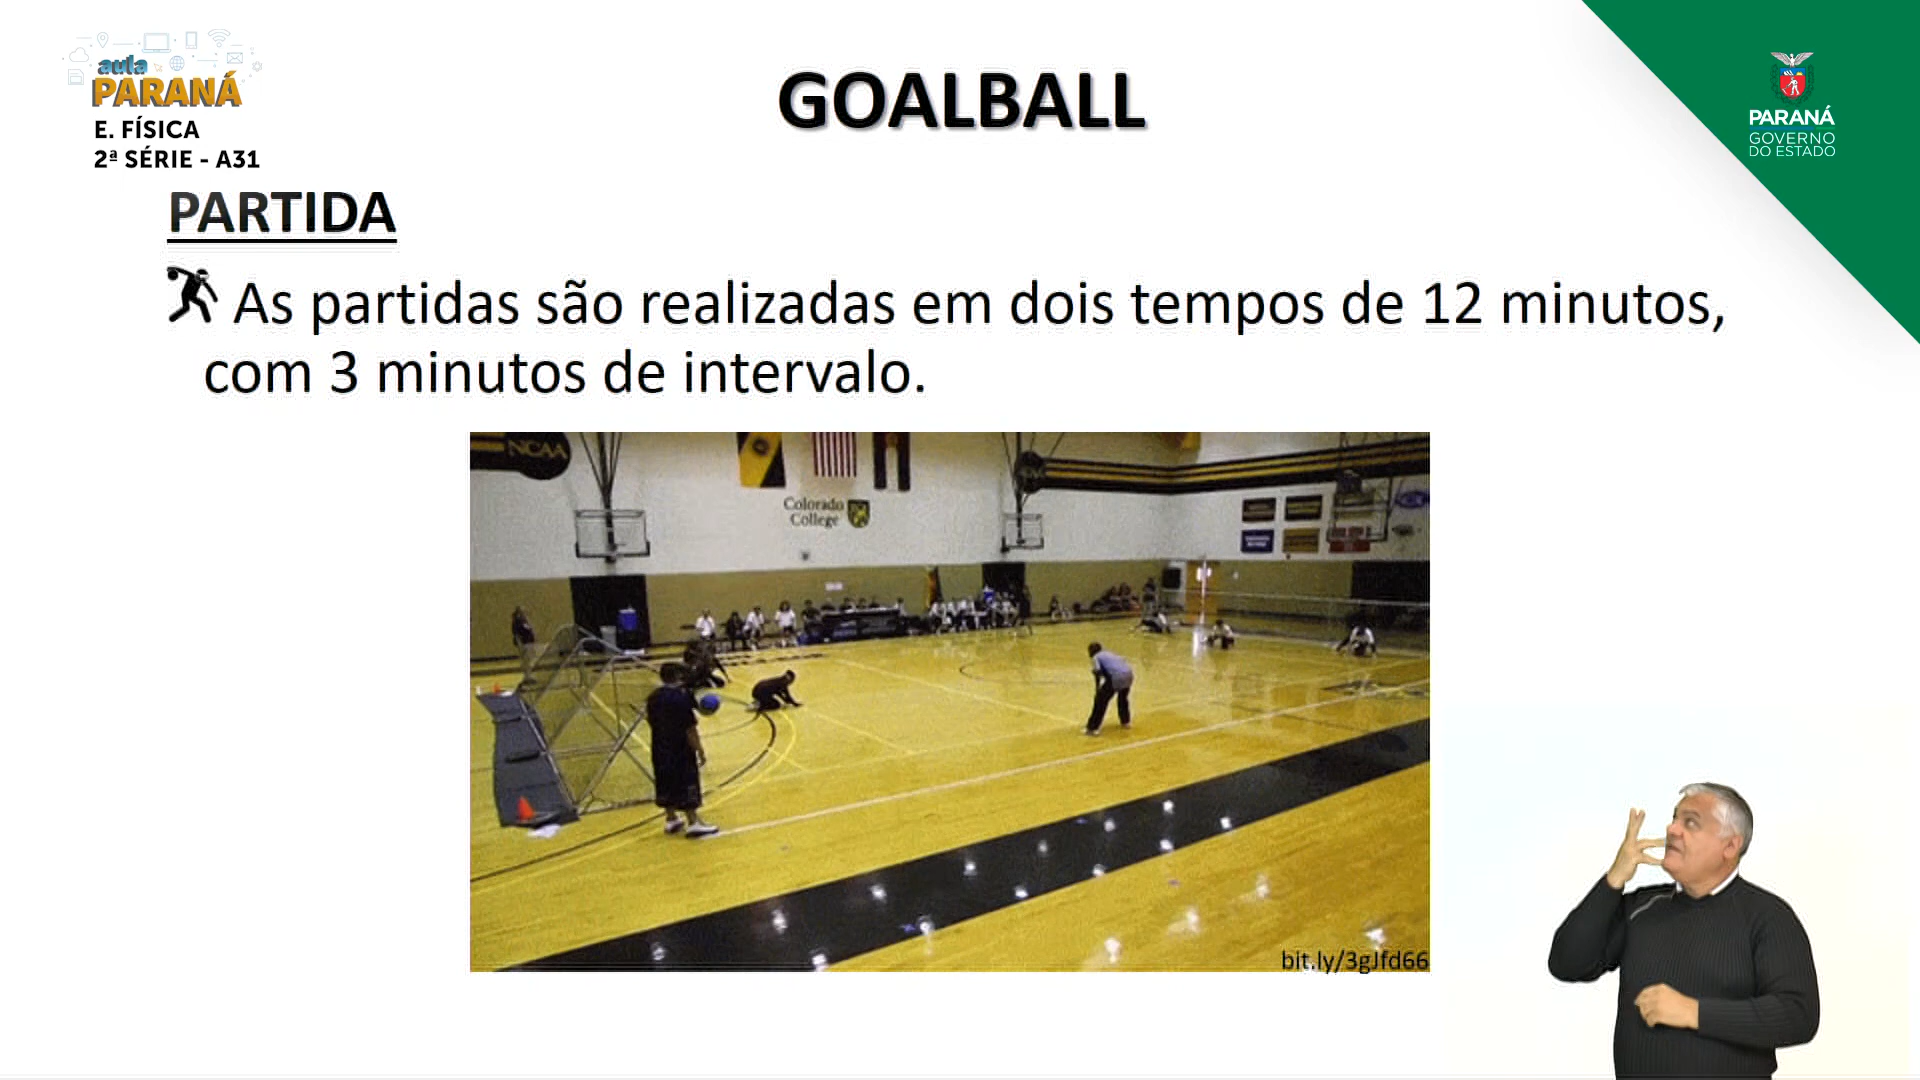 aula
PARANÁ
E. FÍSICA
2ª SÉRIE - A31
GOALBALL
PARANÁ
GOVERNO
DO ESTADO
PARTIDA
As partidas são realizadas em dois tempos de 12 minutos,
com 3 minutos de intervalo.
NCAA
Colorado
College
bit.ly/3gJfd66